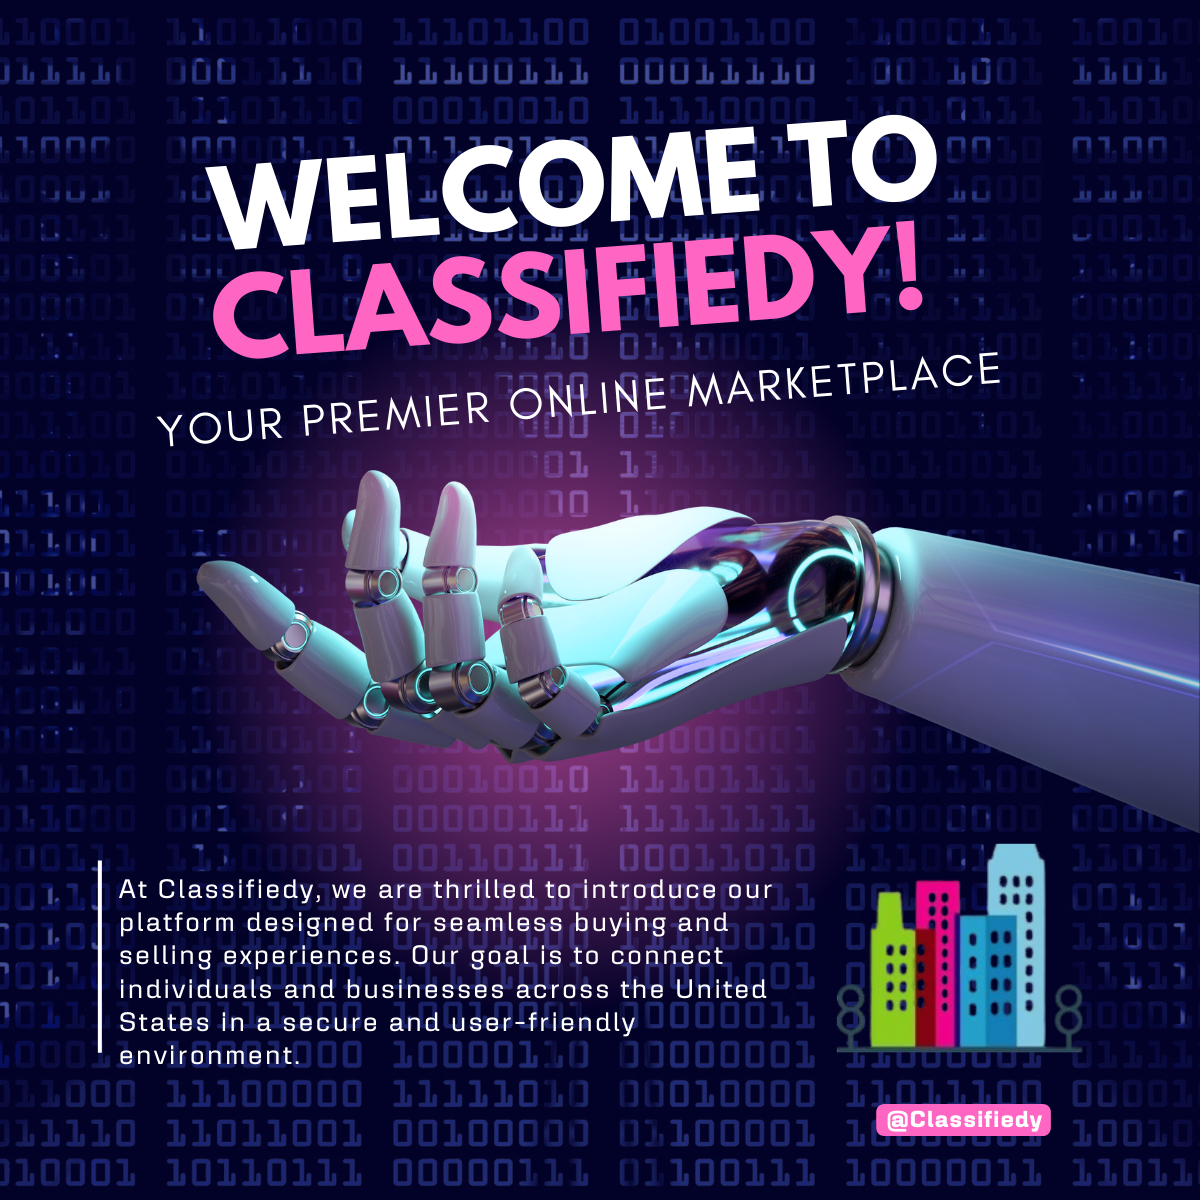 WELCOME TO
CLASSIFIEDY!
YOUR PREMIER ONLINE MARKETPLACE
At Classifiedy, we are thrilled to introduce our
platform designed for seamless buying and
selling experiences. Our goal is to connect
individuals and businesses across the United
States in a secure and user-friendly
environment.
@Classifiedy